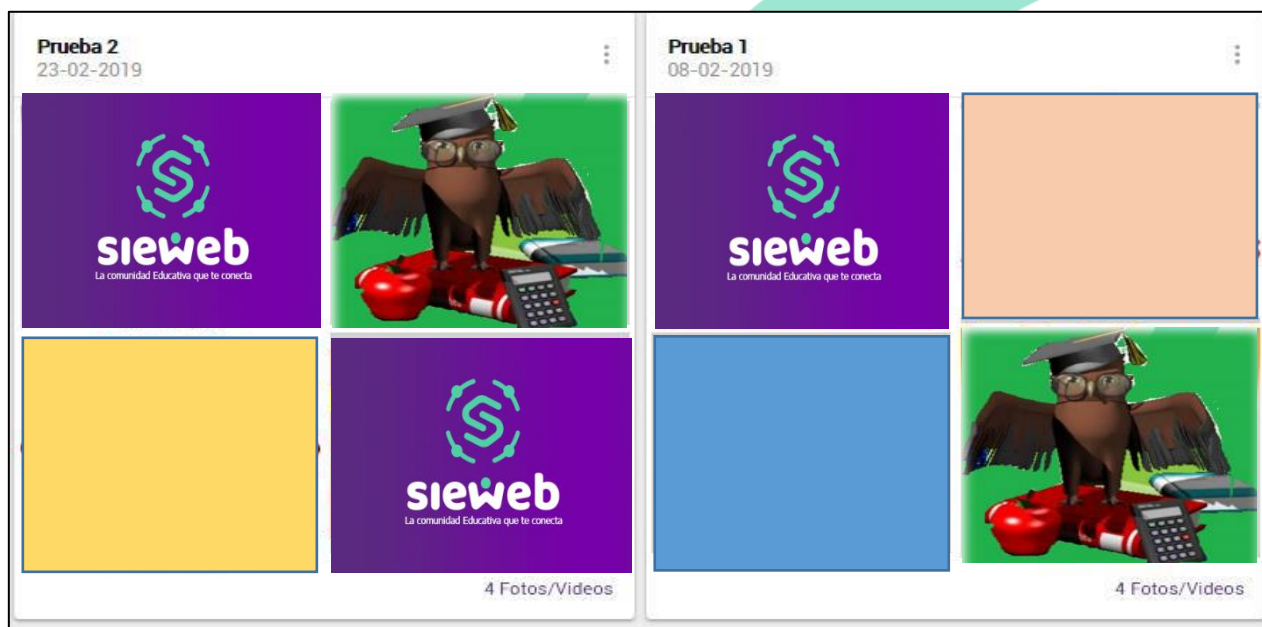 Prueba 2
23-02-2019
sieweb
La comunidad Educativa que te conecta
sieweb
La comunidad Educativa que te conecta
4 Fotos/Videos
Prueba 1
08-02-2019
sieweb
La comunidad Educativa que te conecta
4 Fotos/Videos